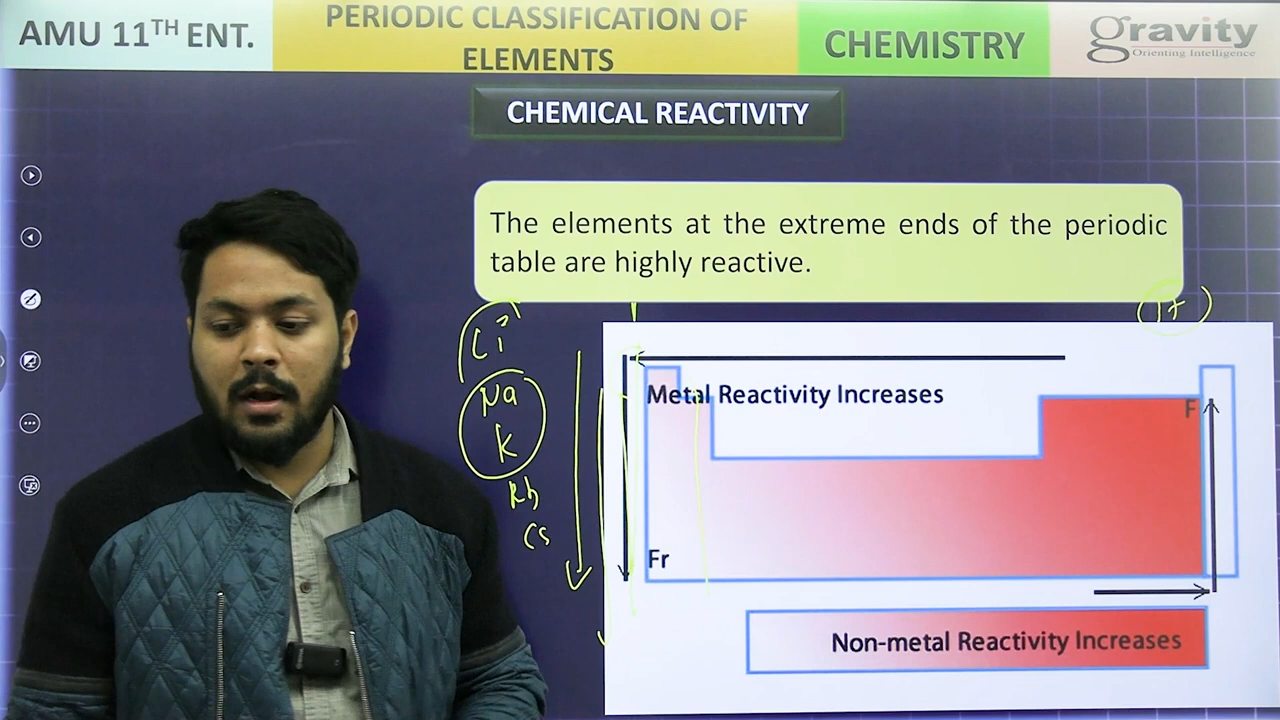 AMU 11TH ENT.
PERIODIC CLASSIFICATION OF
ELEMENTS
CHEMISTRY
gravity
Orienting Intelligence
CHEMICAL REACTIVITY
The elements at the extreme ends of the periodic
table are highly reactive.
Na
K
Rb
Cs
Metal Reactivity Increases
F
Fr
Non-metal Reactivity Increases